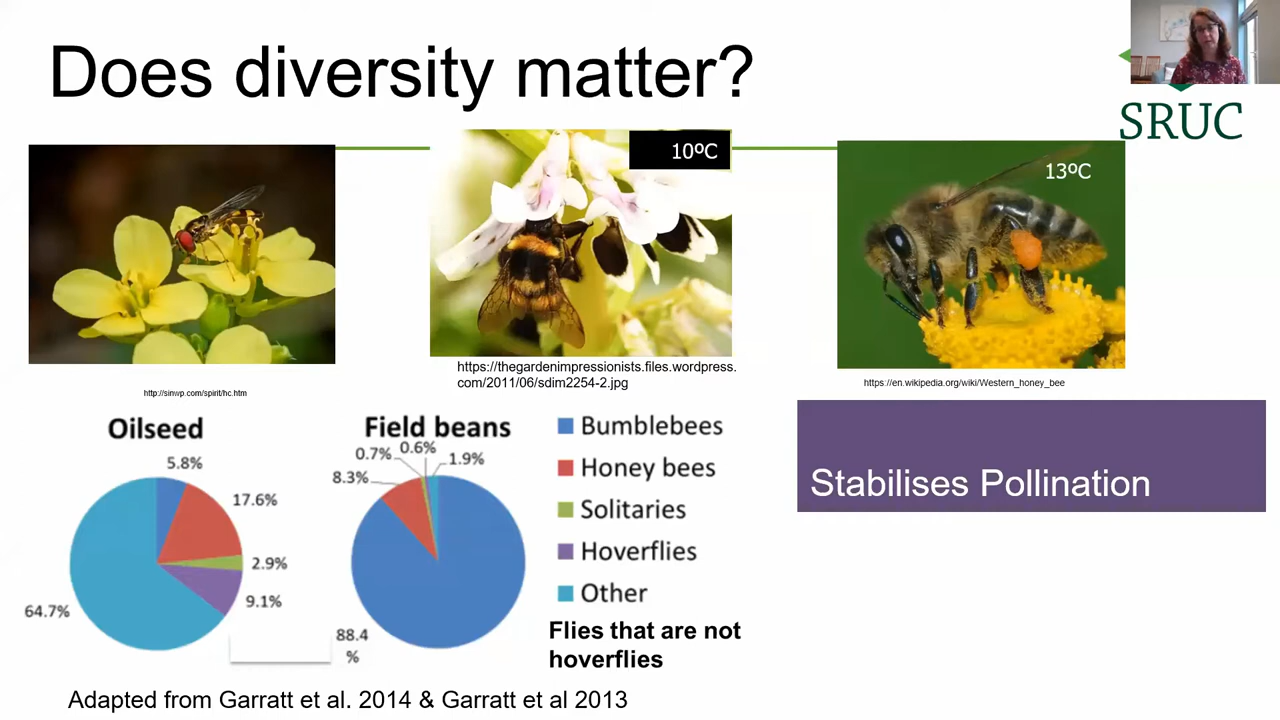 Does diversity matter?
SRUC
10ºC
13ºC
http://sinwp.com/spirit/hc.htm
https://thegardenimpressionists.files.wordpress.
com/2011/06/sdim2254-2.jpg
https://en.wikipedia.org/wiki/Western_honey_bee
Oilseed
5.8%
17.6%
2.9%
9.1%
64.7%
Field beans
0.7%
0.6%
1.9%
8.3%
88.4
%
Bumblebees
Honey bees
Solitaries
Hoverflies
Other
Flies that are not
hoverflies
Stabilises Pollination
Adapted from Garratt et al. 2014 & Garratt et al 2013